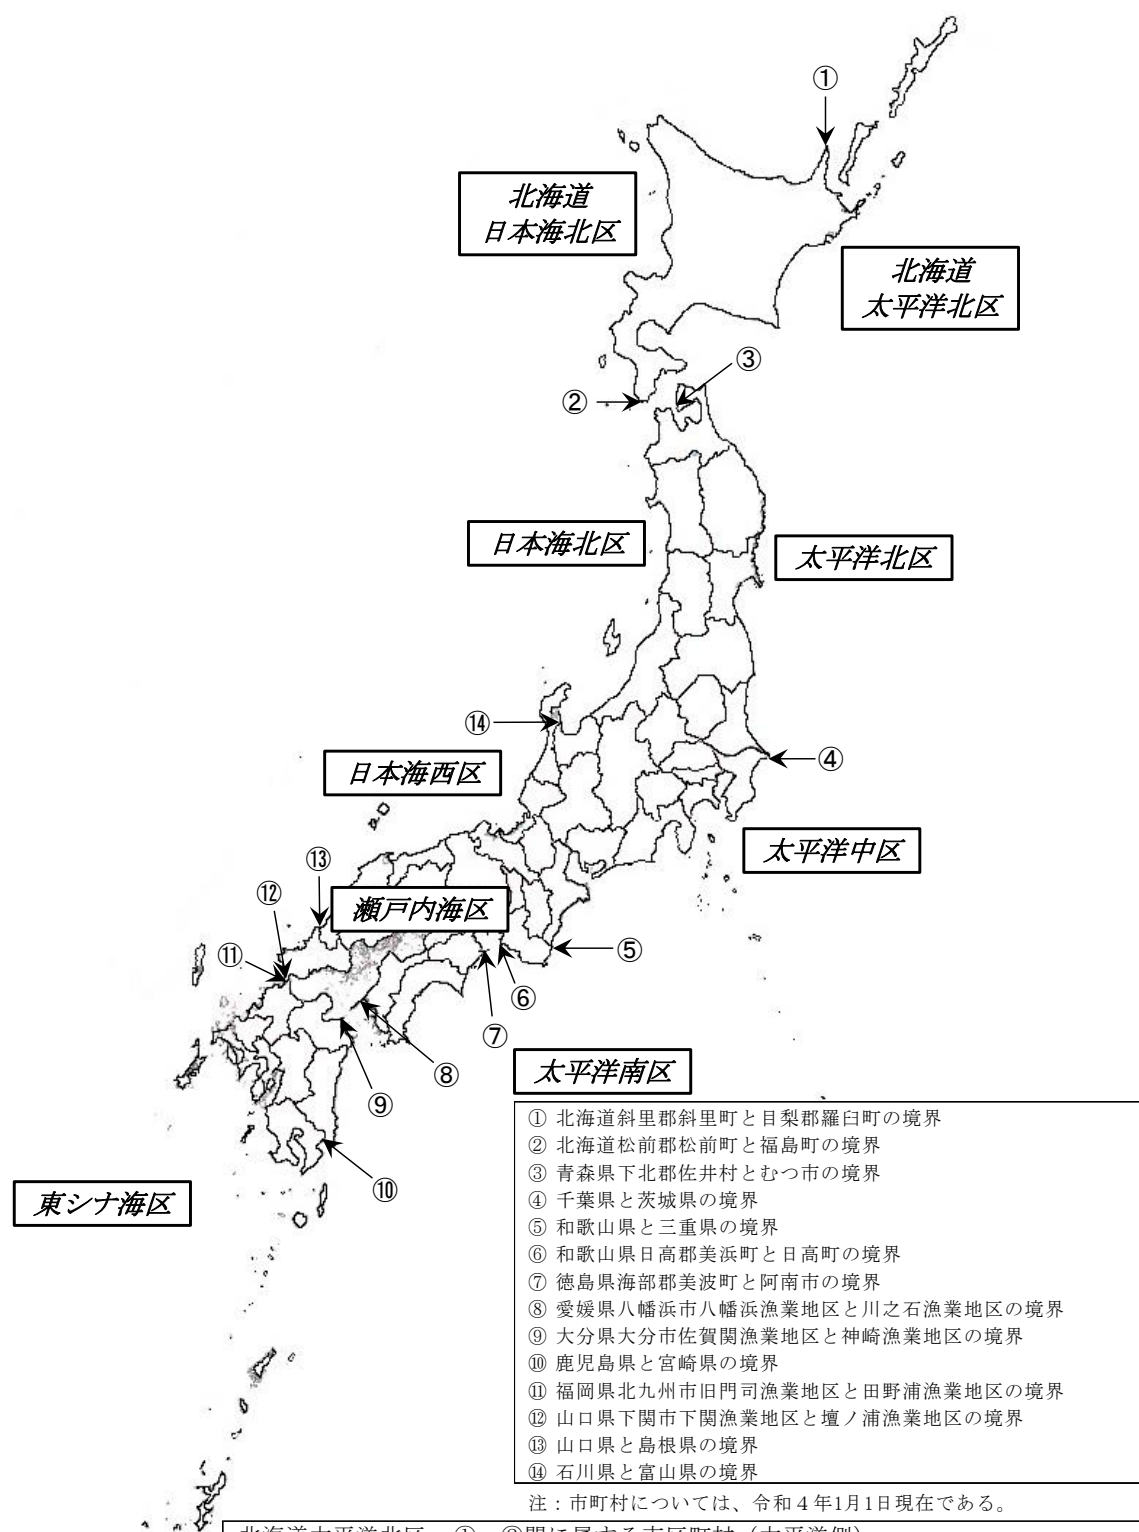 ①
北海道
日本海北区
北海道
太平洋北区
③
②
日本海北区
太平洋北区
⑭
④
日本海西区
太平洋中区
⑬
⑫
瀬戸内海区
⑪
⑤
⑥
⑦
⑧
太平洋南区
⑨
⑩
東シナ海区
① 北海道斜里郡斜里町と目梨郡羅臼町の境界
② 北海道松前郡松前町と福島町の境界
③ 青森県下北郡佐井村とむつ市の境界
④ 千葉県と茨城県の境界
⑤ 和歌山県と三重県の境界
⑥ 和歌山県日高郡美浜町と日高町の境界
⑦ 徳島県海部郡美波町と阿南市の境界
⑧ 愛媛県八幡浜市八幡浜漁業地区と川之石漁業地区の境界
⑨ 大分県大分市佐賀関漁業地区と神崎漁業地区の境界
⑩ 鹿児島県と宮崎県の境界
⑪ 福岡県北九州市旧門司漁業地区と田野浦漁業地区の境界
⑫ 山口県下関市下関漁業地区と壇ノ浦漁業地区の境界
⑬ 山口県と島根県の境界
⑭ 石川県と富山県の境界
注：市町村については、令和４年1月1日現在である。